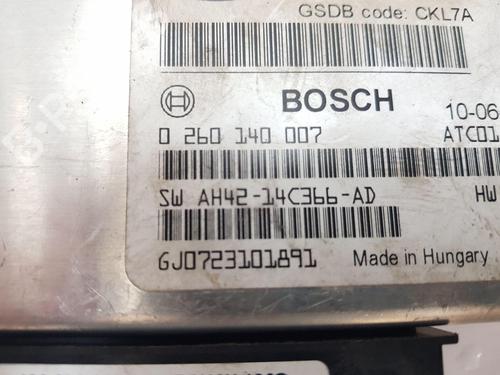 GSDB code: CKL7A
BOSCH
10-06
0 260 140 007
ATC01
SW AH42-14C366-AD
HW
GJ0723101891
Made in Hungary